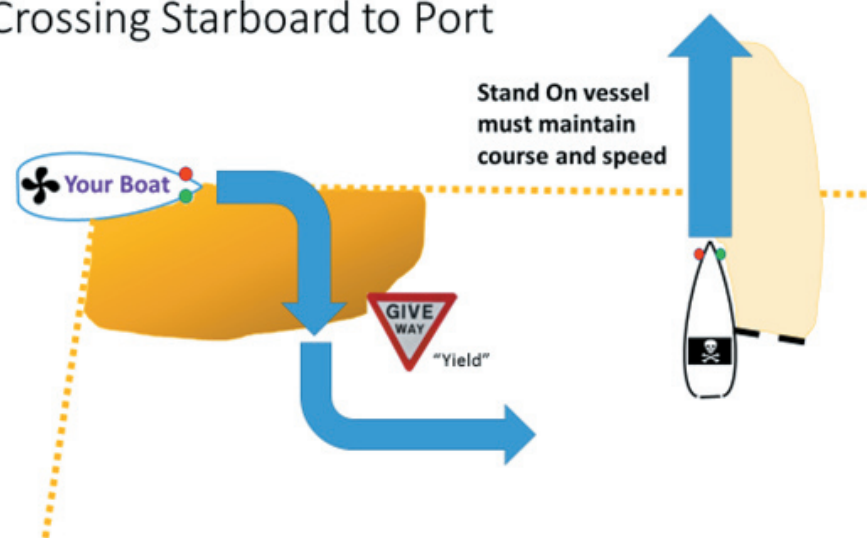 Crossing Starboard to Port
Stand On vessel
must maintain
course and speed
Your Boat
GIVE
WAY
"Yield"